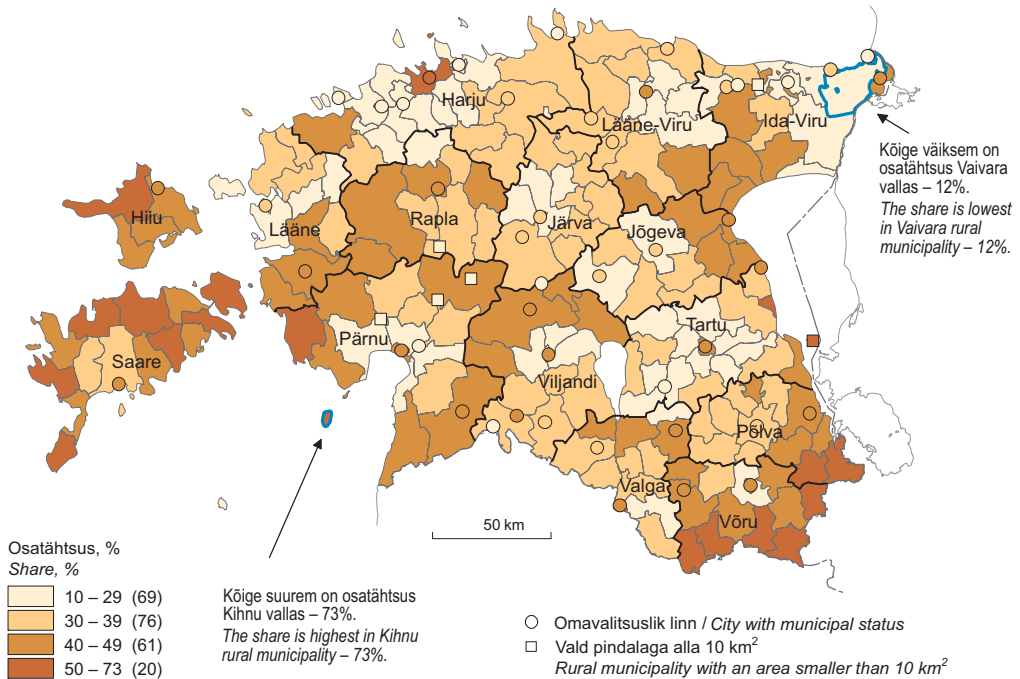 Harju
Lääne-Viru
Ida-Viru
Kõige väiksem on
osatähtsus Vaivara
vallas – 12%.
The share is lowest
in Vaivara rural
municipality – 12%.
Hiiu
Lääne
Rapla
Järva
Jõgeva
Saare
Pärnu
Viljandi
Tartu
Põlva
Valga
Võru
50 km
Osatähtsus, %
Share, %
10 – 29 (69)
30 – 39 (76)
40 – 49 (61)
50 – 73 (20)
Kõige suurem on osatähtsus
Kihnu vallas – 73%.
The share is highest in Kihnu
rural municipality – 73%.
Omavalitsuslik linn / City with municipal status
Vald pindalaga alla 10 km²
Rural municipality with an area smaller than 10 km²